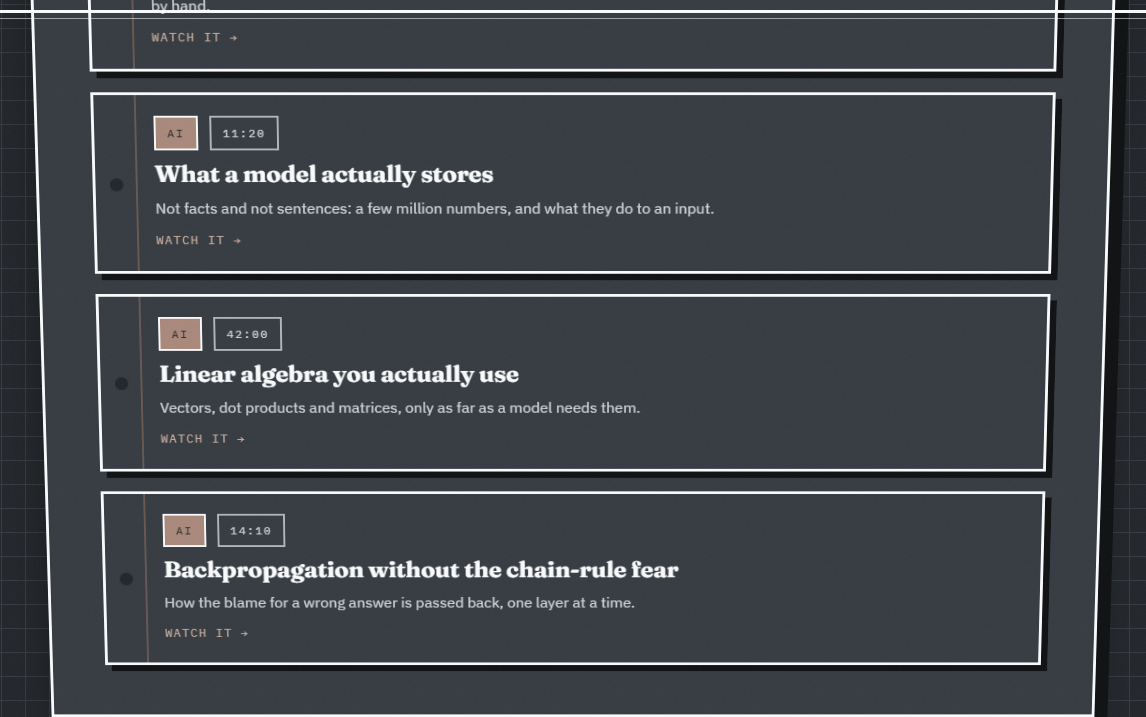 by hand.
WATCH IT →
AI
11:20
What a model actually stores
Not facts and not sentences: a few million numbers, and what they do to an input.
WATCH IT →
AI
42:00
Linear algebra you actually use
Vectors, dot products and matrices, only as far as a model needs them.
WATCH IT →
AI
14:10
Backpropagation without the chain-rule fear
How the blame for a wrong answer is passed back, one layer at a time.
WATCH IT →